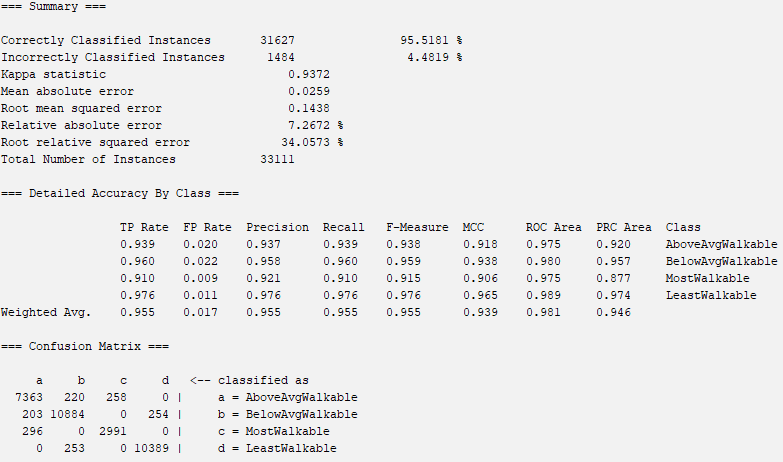 === Summary ===
Correctly Classified Instances 31627 95.5181 %
Incorrectly Classified Instances 1484 4.4819 %
Kappa statistic 0.9372
Mean absolute error 0.0259
Root mean squared error 0.1438
Relative absolute error 7.2672 %
Root relative squared error 34.0573 %
Total Number of Instances 33111
=== Detailed Accuracy By Class ===
TP Rate FP Rate Precision Recall F-Measure MCC ROC Area PRC Area Class
0.939 0.020 0.937 0.939 0.938 0.918 0.975 0.920 AboveAvgWalkable
0.960 0.022 0.958 0.960 0.959 0.938 0.980 0.957 BelowAvgWalkable
0.910 0.009 0.921 0.910 0.915 0.906 0.975 0.877 MostWalkable
0.976 0.011 0.976 0.976 0.976 0.965 0.989 0.974 LeastWalkable
Weighted Avg. 0.955 0.017 0.955 0.955 0.955 0.939 0.981 0.946
=== Confusion Matrix ===
a b c d <-- classified as
7363 220 258 0 | a = AboveAvgWalkable
203 10884 0 254 | b = BelowAvgWalkable
296 0 2991 0 | c = MostWalkable
0 253 0 10389 | d = LeastWalkable